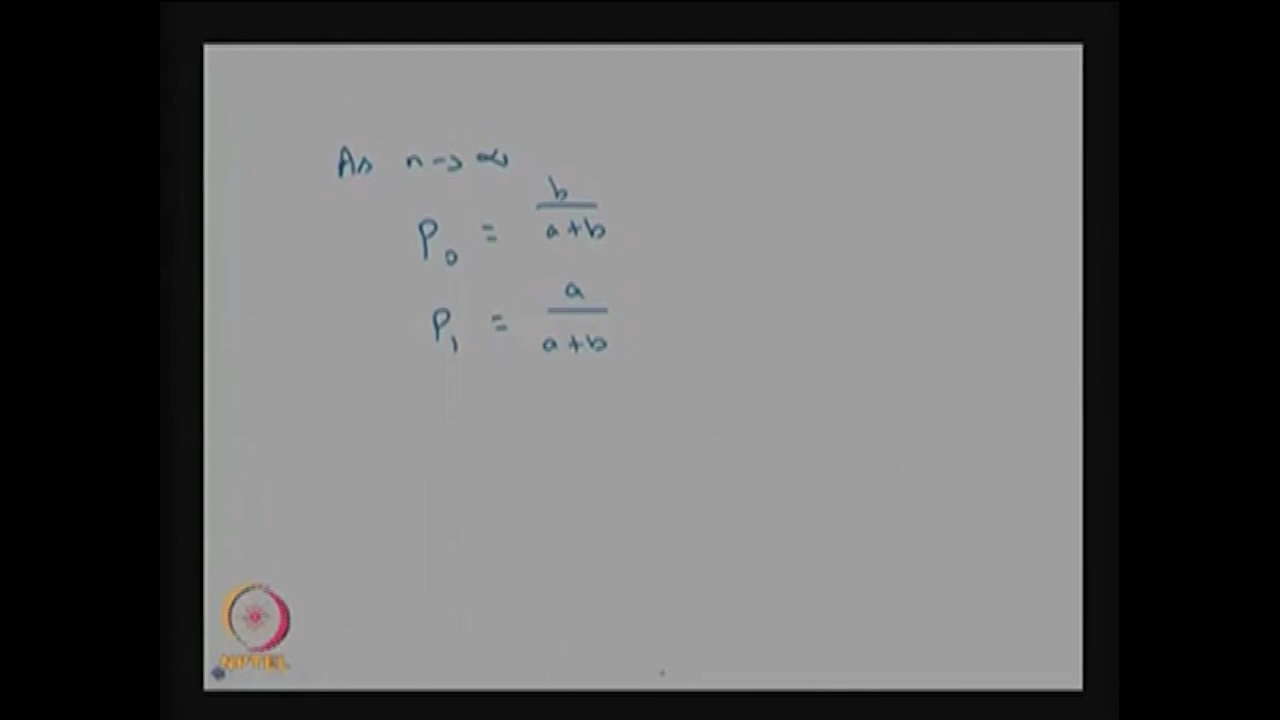 As n → ∞
P₀ = b / a+b
P₁ = a / a+b
NPTEL